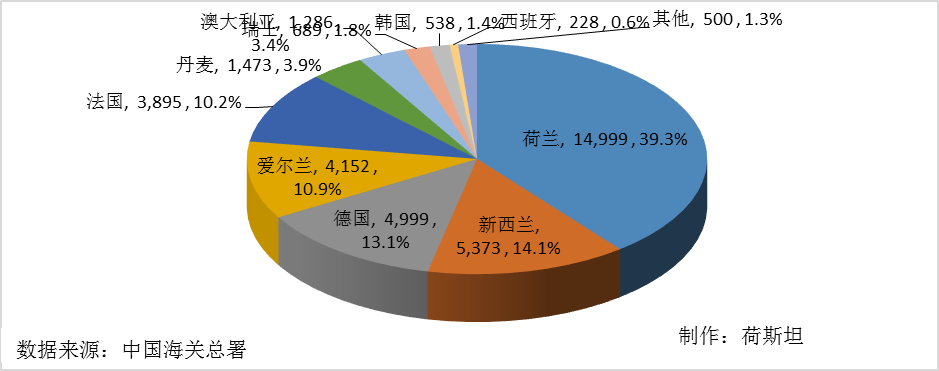 澳大利亚, 1,286,
3.4%
瑞士, 689, 1.8%
韩国, 538, 1.4%
西班牙, 228, 0.6%
其他, 500, 1.3%
丹麦, 1,473, 3.9%
法国, 3,895, 10.2%
荷兰, 14,999, 39.3%
爱尔兰, 4,152,
10.9%
德国, 4,999,
13.1%
新西兰,
5,373, 14.1%
数据来源：中国海关总署
制作：荷斯坦